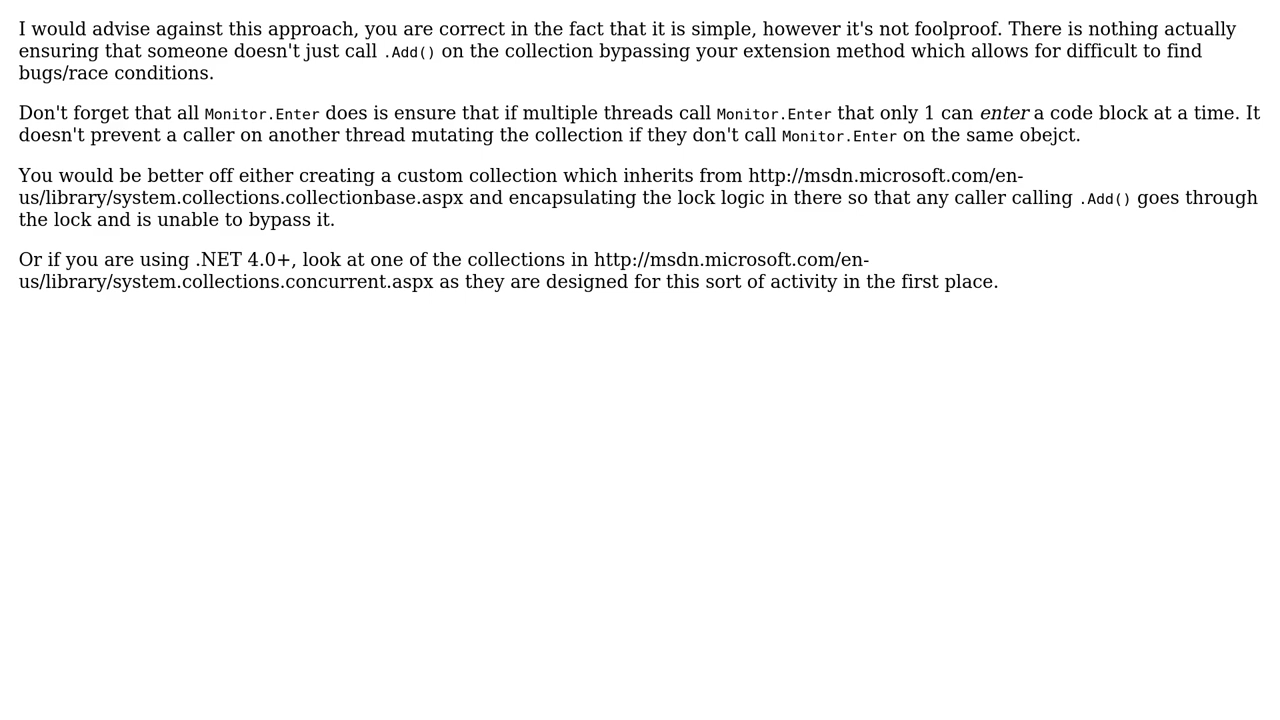 I would advise against this approach, you are correct in the fact that it is simple, however it's not foolproof. There is nothing actually
ensuring that someone doesn't just call .Add() on the collection bypassing your extension method which allows for difficult to find
bugs/race conditions.
Don't forget that all Monitor.Enter does is ensure that if multiple threads call Monitor.Enter that only 1 can enter a code block at a time. It
doesn't prevent a caller on another thread mutating the collection if they don't call Monitor.Enter on the same obejct.
You would be better off either creating a custom collection which inherits from http://msdn.microsoft.com/en-
us/library/system.collections.collectionbase.aspx and encapsulating the lock logic in there so that any caller calling .Add() goes through
the lock and is unable to bypass it.
Or if you are using .NET 4.0+, look at one of the collections in http://msdn.microsoft.com/en-
us/library/system.collections.concurrent.aspx as they are designed for this sort of activity in the first place.